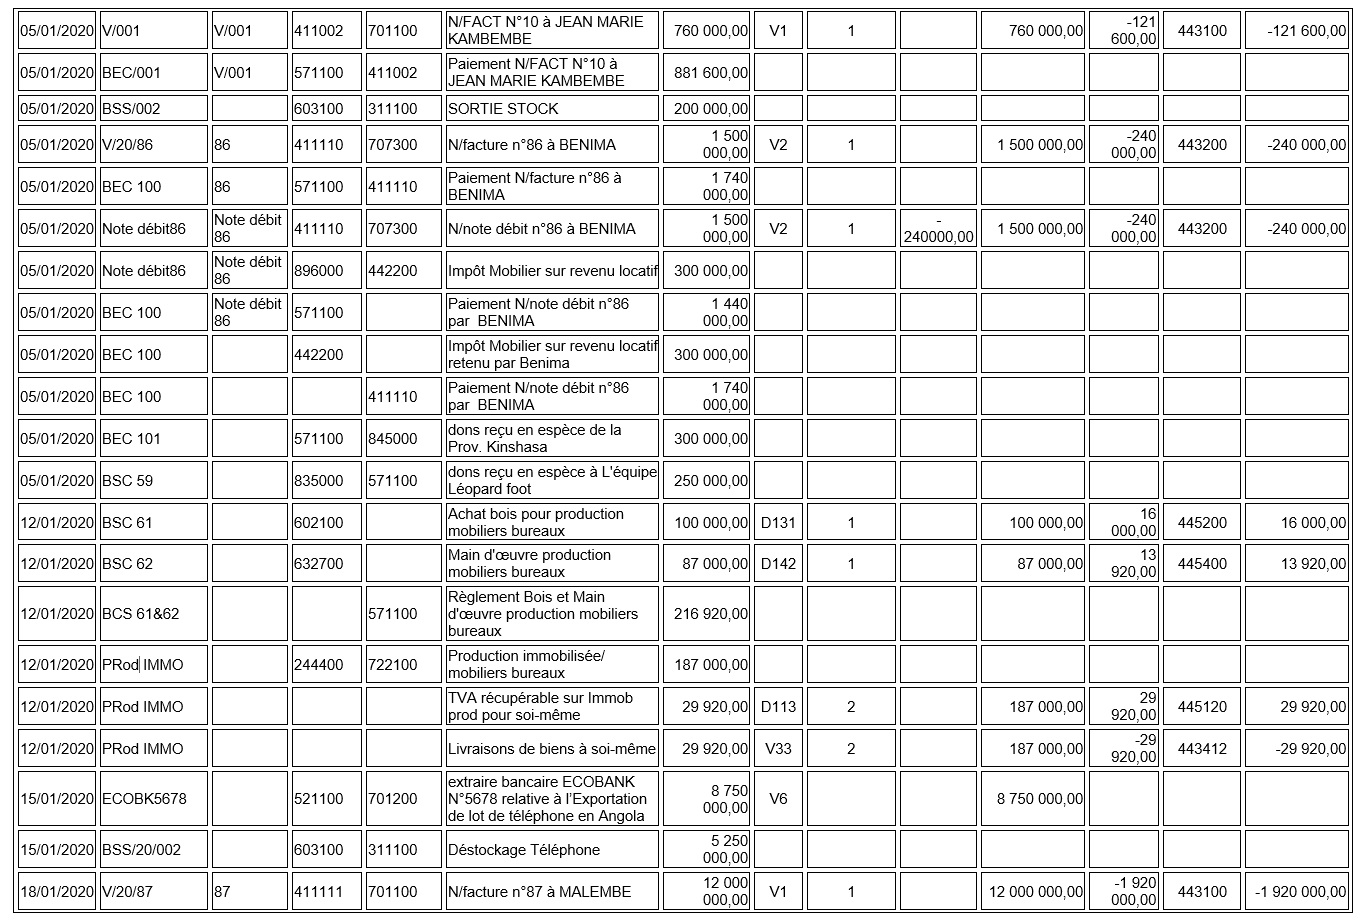 05/01/2020 V/001 V/001 411002 701100 N/FACT N°10 à JEAN MARIE KAMBEMBE 760 000,00 V1 1 760 000,00 -121 600,00 443100 -121 600,00
05/01/2020 BEC/001 V/001 571100 411002 Paiement N/FACT N°10 à JEAN MARIE KAMBEMBE 881 600,00
05/01/2020 BSS/002 603100 311100 SORTIE STOCK 200 000,00
05/01/2020 V/20/86 86 411110 707300 N/facture n°86 à BENIMA 1 500 000,00 V2 1 1 500 000,00 -240 000,00 443200 -240 000,00
05/01/2020 BEC 100 86 571100 411110 Paiement N/facture n°86 à BENIMA 1 740 000,00
05/01/2020 Note débit86 Note débit 86 411110 707300 N/note débit n°86 à BENIMA 1 500 000,00 V2 1 -240000,00 1 500 000,00 -240 000,00 443200 -240 000,00
05/01/2020 Note débit86 Note débit 86 896000 442200 Impôt Mobilier sur revenu locatif 300 000,00
05/01/2020 BEC 100 Note débit 86 571100 Paiement N/note débit n°86 par BENIMA 1 440 000,00
05/01/2020 BEC 100 442200 Impôt Mobilier sur revenu locatif retenu par Benima 300 000,00
05/01/2020 BEC 100 411110 Paiement N/note débit n°86 par BENIMA 1 740 000,00
05/01/2020 BEC 101 571100 845000 dons reçu en espèce de la Prov. Kinshasa 300 000,00
05/01/2020 BSC 59 835000 571100 dons reçu en espèce à L'équipe Léopard foot 250 000,00
12/01/2020 BSC 61 602100 Achat bois pour production mobiliers bureaux 100 000,00 D131 1 100 000,00 16 000,00 445200 16 000,00
12/01/2020 BSC 62 632700 Main d'œuvre production mobiliers bureaux 87 000,00 D142 1 87 000,00 13 920,00 445400 13 920,00
12/01/2020 BCS 61&62 571100 Règlement Bois et Main d'œuvre production mobiliers bureaux 216 920,00
12/01/2020 PRod IMMO 244400 722100 Production immobilisée/ mobiliers bureaux 187 000,00
12/01/2020 PRod IMMO TVA récupérable sur Immob prod pour soi-même 29 920,00 D113 2 187 000,00 29 920,00 445120 29 920,00
12/01/2020 PRod IMMO Livraisons de biens à soi-même 29 920,00 V33 2 187 000,00 -29 920,00 443412 -29 920,00
15/01/2020 ECOBK5678 521100 701200 extraire bancaire ECOBANK N°5678 relative à l’Exportation de lot de téléphone en Angola 8 750 000,00 V6 8 750 000,00
15/01/2020 BSS/20/002 603100 311100 Déstockage Téléphone 5 250 000,00
18/01/2020 V/20/87 87 411111 701100 N/facture n°87 à MALEMBE 12 000 000,00 V1 1 12 000 000,00 -1 920 000,00 443100 -1 920 000,00